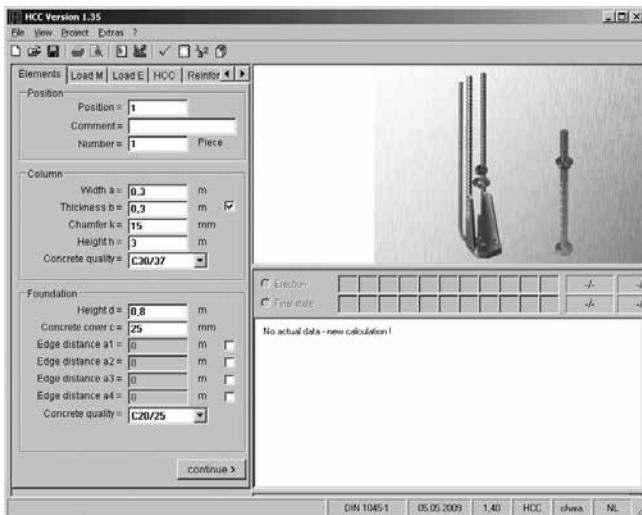 HCC Version 1.35
File View Project Extras ?
Elements Load M Load E HCC Reinfor
Position
Position = 1
Comment =
Number = 1 Piece
Column
Width a = 0,3 m
Thickness b = 0,3 m
Chamfer k = 15 mm
Height h = 3 m
Concrete quality = C30/37
Foundation
Height d = 0,8 m
Concrete cover c = 25 mm
Edge distance a1 = 0 m
Edge distance a2 = 0 m
Edge distance a3 = 0 m
Edge distance a4 = 0 m
Concrete quality = C20/25
continue >
Erection -/- -/-
Final state -/- -/-
No actual data - new calculation !
DIN 1045-1 05.05.2009 1,40 HCC chara. NL